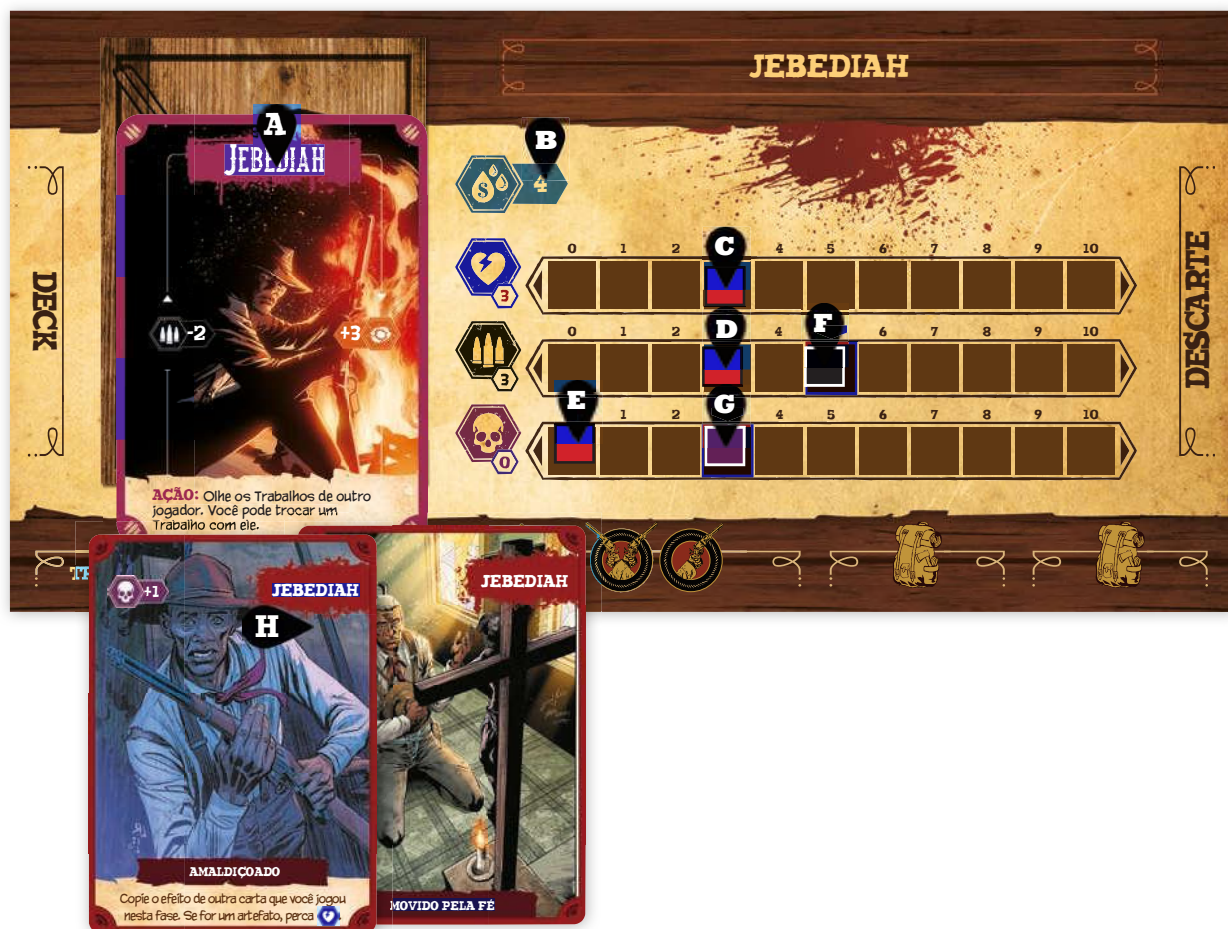 JEBEDIAH
A
JEBEDIAH
-2
+3
AÇÃO: Olhe os Trabalhos de outro
jogador. Você pode trocar um
Trabalho com ele.
DECK
DESCARTE
B
4
C
0 1 2 4 5 6 7 8 9 10
3
D
F
0 1 2 4 5 6 7 8 9 10
3
E
G
1 2 4 5 6 7 8 9 10
0
+1
JEBEDIAH
H
AMALDIÇOADO
Copie o efeito de outra carta que você jogou
nesta fase. Se for um artefato, perca
JEBEDIAH
MOVIDO PELA FÉ